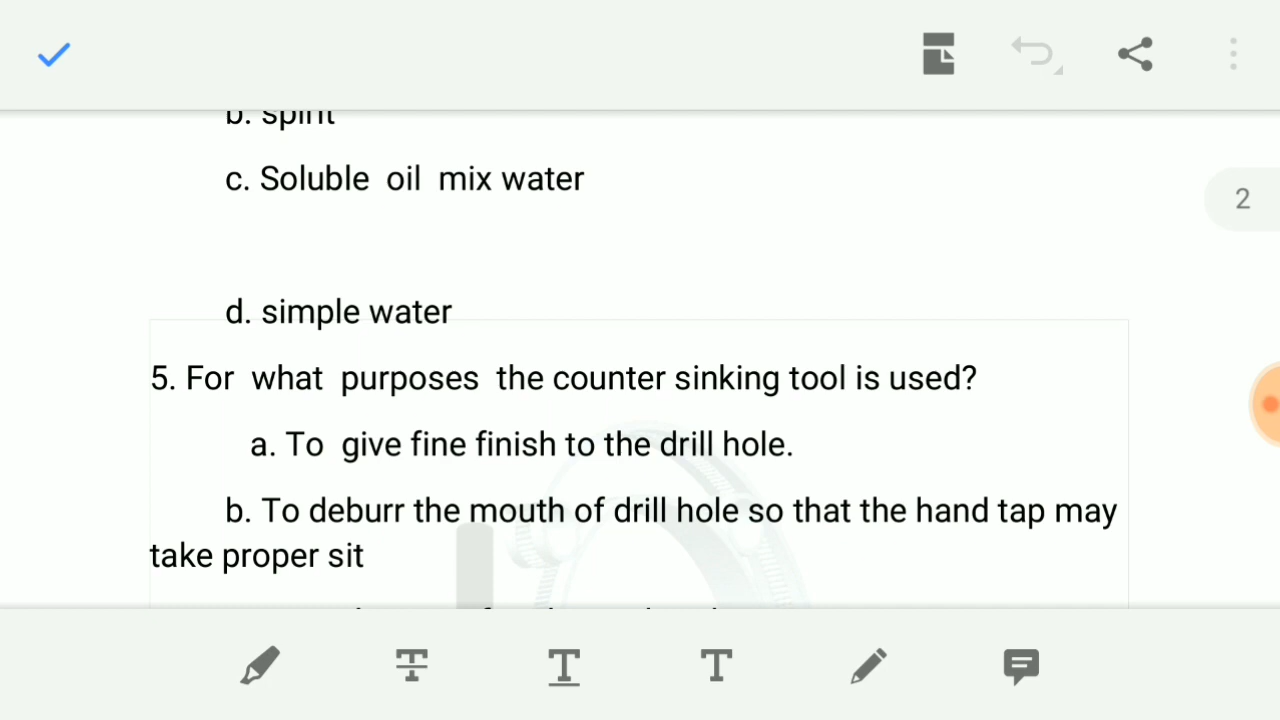 b. spirit
c. Soluble oil mix water
2
d. simple water
5. For what purposes the counter sinking tool is used?
a. To give fine finish to the drill hole.
b. To deburr the mouth of drill hole so that the hand tap may
take proper sit